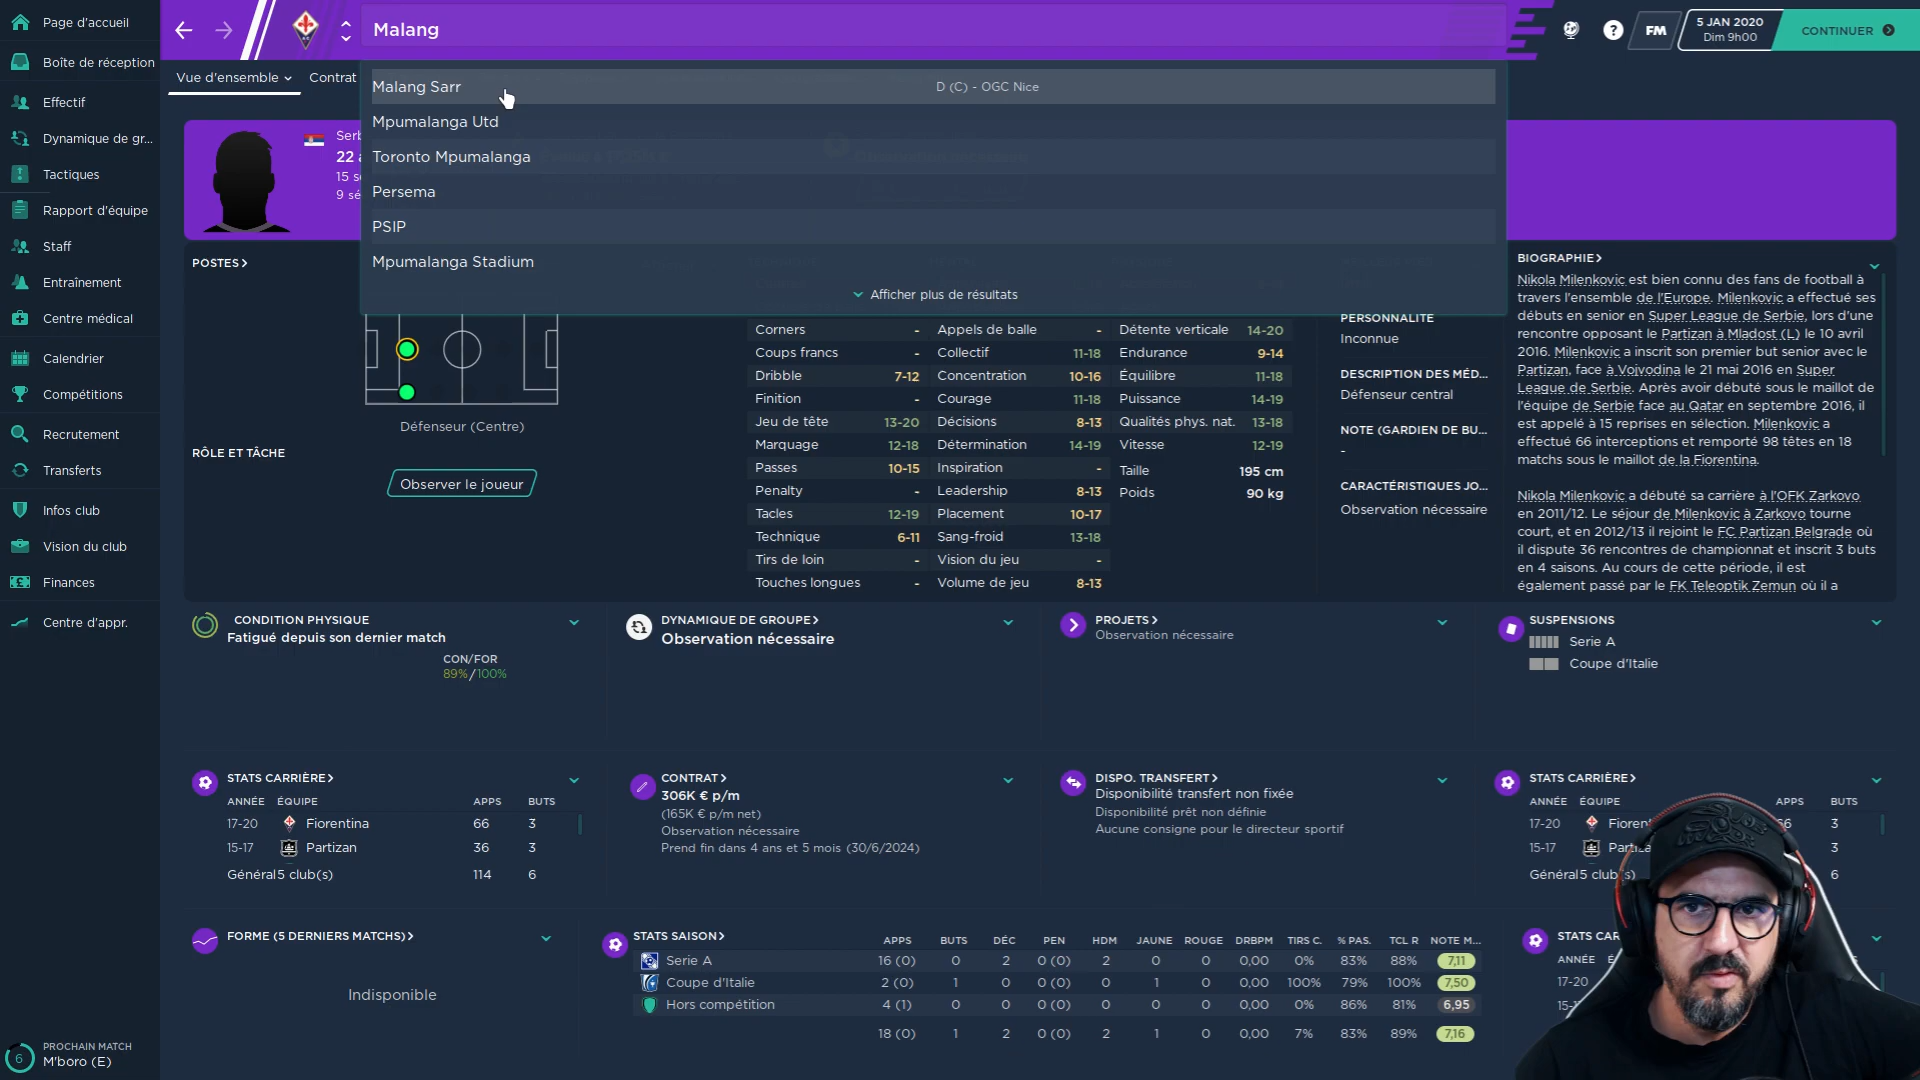 Page d'accueil
Boîte de réception
Effectif
Dynamique de gr...
Tactiques
Rapport d'équipe
Staff
Entraînement
Centre médical
Calendrier
Compétitions
Recrutement
Transferts
Infos club
Vision du club
Finances
Centre d'appr.
6
PROCHAIN MATCH
M'boro (E)
Malang
?
FM
5 JAN 2020
Dim 9h00
CONTINUER
Vue d'ensemble
Contrat
Malang Sarr
D (C) - OGC Nice
Mpumalanga Utd
Toronto Mpumalanga
Persema
PSIP
Mpumalanga Stadium
Afficher plus de résultats
22
POSTES
Défenseur (Centre)
RÔLE ET TÂCHE
Observer le joueur
Corners -
Coups francs -
Dribble 7-12
Finition -
Jeu de tête 13-20
Marquage 12-18
Passes 10-15
Penalty -
Tacles 12-19
Technique 6-11
Tirs de loin -
Touches longues -
Appels de balle -
Collectif 11-18
Concentration 10-16
Courage 11-18
Décisions 8-13
Détermination 14-19
Inspiration -
Leadership 8-13
Placement 10-17
Sang-froid 13-18
Vision du jeu -
Volume de jeu 8-13
Détente verticale 14-20
Endurance 9-14
Équilibre 11-18
Puissance 14-19
Qualités phys. nat. 13-18
Vitesse 12-19
Taille 195 cm
Poids 90 kg
PERSONNALITÉ
Inconnue
DESCRIPTION DES MÉD...
Défenseur central
NOTE (GARDIEN DE BU...
-
CARACTÉRISTIQUES JO...
Observation nécessaire
BIOGRAPHIE
Nikola Milenkovic est bien connu des fans de football à
travers l'ensemble de l'Europe. Milenkovic a effectué ses
débuts en senior en Super League de Serbie, lors d'une
rencontre opposant le Partizan à Mladost (L) le 10 avril
2016. Milenkovic a inscrit son premier but senior avec le
Partizan, face à Vojvodina le 21 mai 2016 en Super
League de Serbie. Après avoir débuté sous le maillot de
l'équipe de Serbie face au Qatar en septembre 2016, il
est appelé à 15 reprises en sélection. Milenkovic a
effectué 66 interceptions et remporté 98 têtes en 18
matchs sous le maillot de la Fiorentina.
Nikola Milenkovic a débuté sa carrière à l'OFK Zarkovo
en 2011/12. Le séjour de Milenkovic à Zarkovo tourne
court, et en 2012/13 il rejoint le FC Partizan Belgrade où
il dispute 36 rencontres de championnat et inscrit 3 buts
en 4 saisons. Au cours de cette période, il est
également passé par le FK Teleoptik Zemun où il a
CONDITION PHYSIQUE
Fatigué depuis son dernier match
CON/FOR
89%/100%
DYNAMIQUE DE GROUPE
Observation nécessaire
PROJETS
Observation nécessaire
SUSPENSIONS
Serie A
Coupe d'Italie
STATS CARRIÈRE
ANNÉE ÉQUIPE APPS BUTS
17-20 Fiorentina 66 3
15-17 Partizan 36 3
Général 5 club(s) 114 6
CONTRAT
306K € p/m
(165K € p/m net)
Observation nécessaire
Prend fin dans 4 ans et 5 mois (30/6/2024)
DISPO. TRANSFERT
Disponibilité transfert non fixée
Disponibilité prêt non définie
Aucune consigne pour le directeur sportif
STATS CARRIÈRE
ANNÉE ÉQUIPE APPS BUTS
17-20 3
15-17 3
Général 5 club(s) 6
FORME (5 DERNIERS MATCHS)
Indisponible
STATS SAISON APPS BUTS DÉC PEN HDM JAUNE ROUGE DRBPM TIRS C. % PAS. TCL R NOTE M...
Serie A 16 (0) 0 2 0 (0) 2 0 0 0,00 0% 83% 88% 7,11
Coupe d'Italie 2 (0) 1 0 0 (0) 0 1 0 0,00 100% 79% 100% 7,50
Hors compétition 4 (1) 0 0 0 (0) 0 0 0 0,00 0% 86% 81% 6,95
18 (0) 1 2 0 (0) 2 1 0 0,00 7% 83% 89% 7,16
ANNÉE
17-20